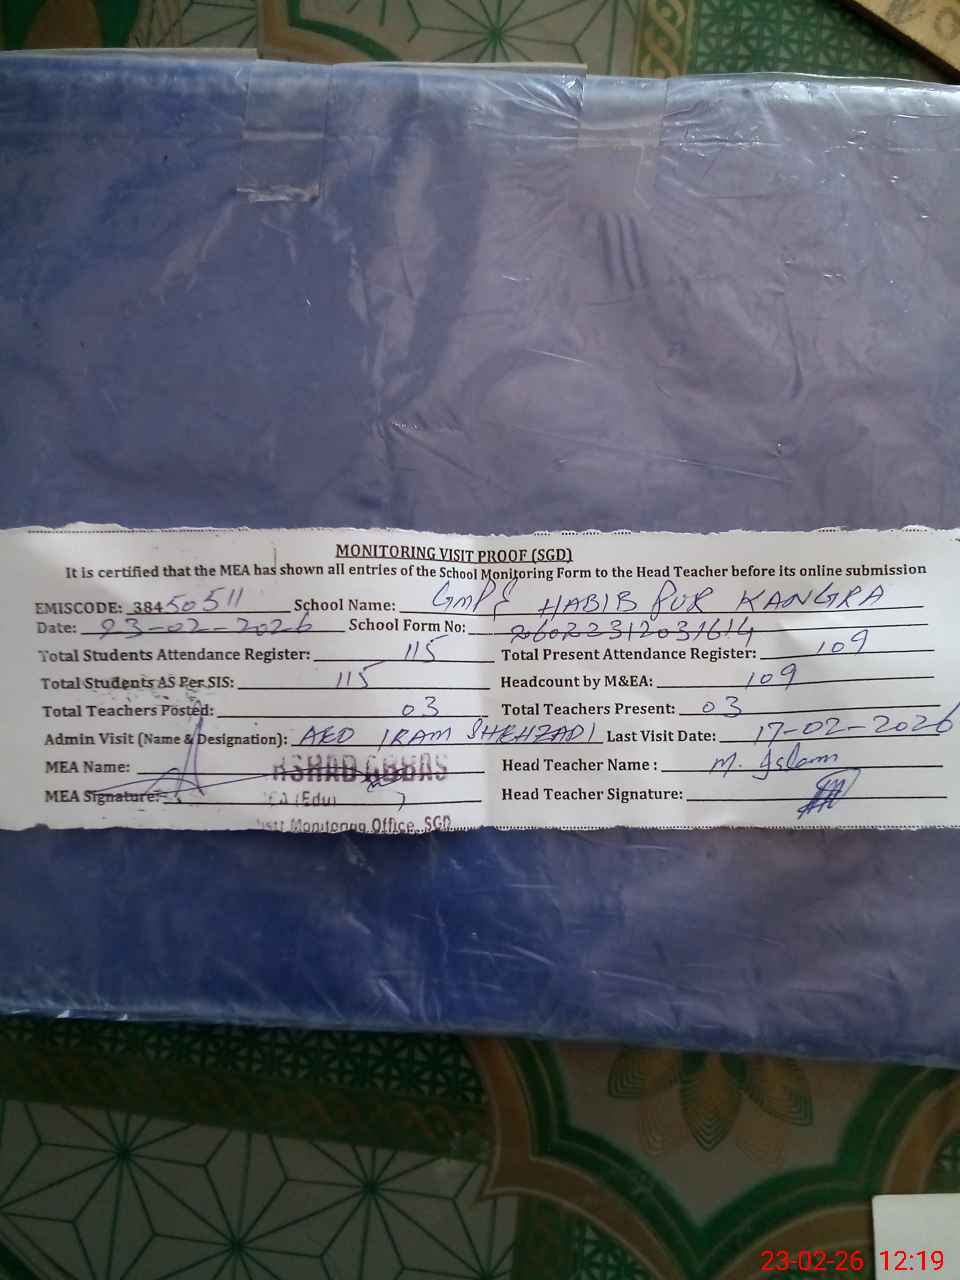 MONITORING VISIT PROOF (SGD)
It is certified that the MEA has shown all entries of the School Monitoring Form to the Head Teacher before its online submission
EMISCODE: 38450511 School Name: GMPS HABIB PUR KANGRA
Date: 23-02-2026 School Form No:
Total Students Attendance Register: 115 Total Present Attendance Register: 109
Total Students AS Per SIS: 115 Headcount by M&EA: 109
Total Teachers Posted: 03 Total Teachers Present: 03
Admin Visit (Name & Designation): AEO IRAM SHEHZADI Last Visit Date: 17-02-2026
MEA Name: ARSHAD ABBAS Head Teacher Name : M. Aslam
MEA Signature: (Edu) Head Teacher Signature:
Monitoring Office, SGD
23-02-26 12:19